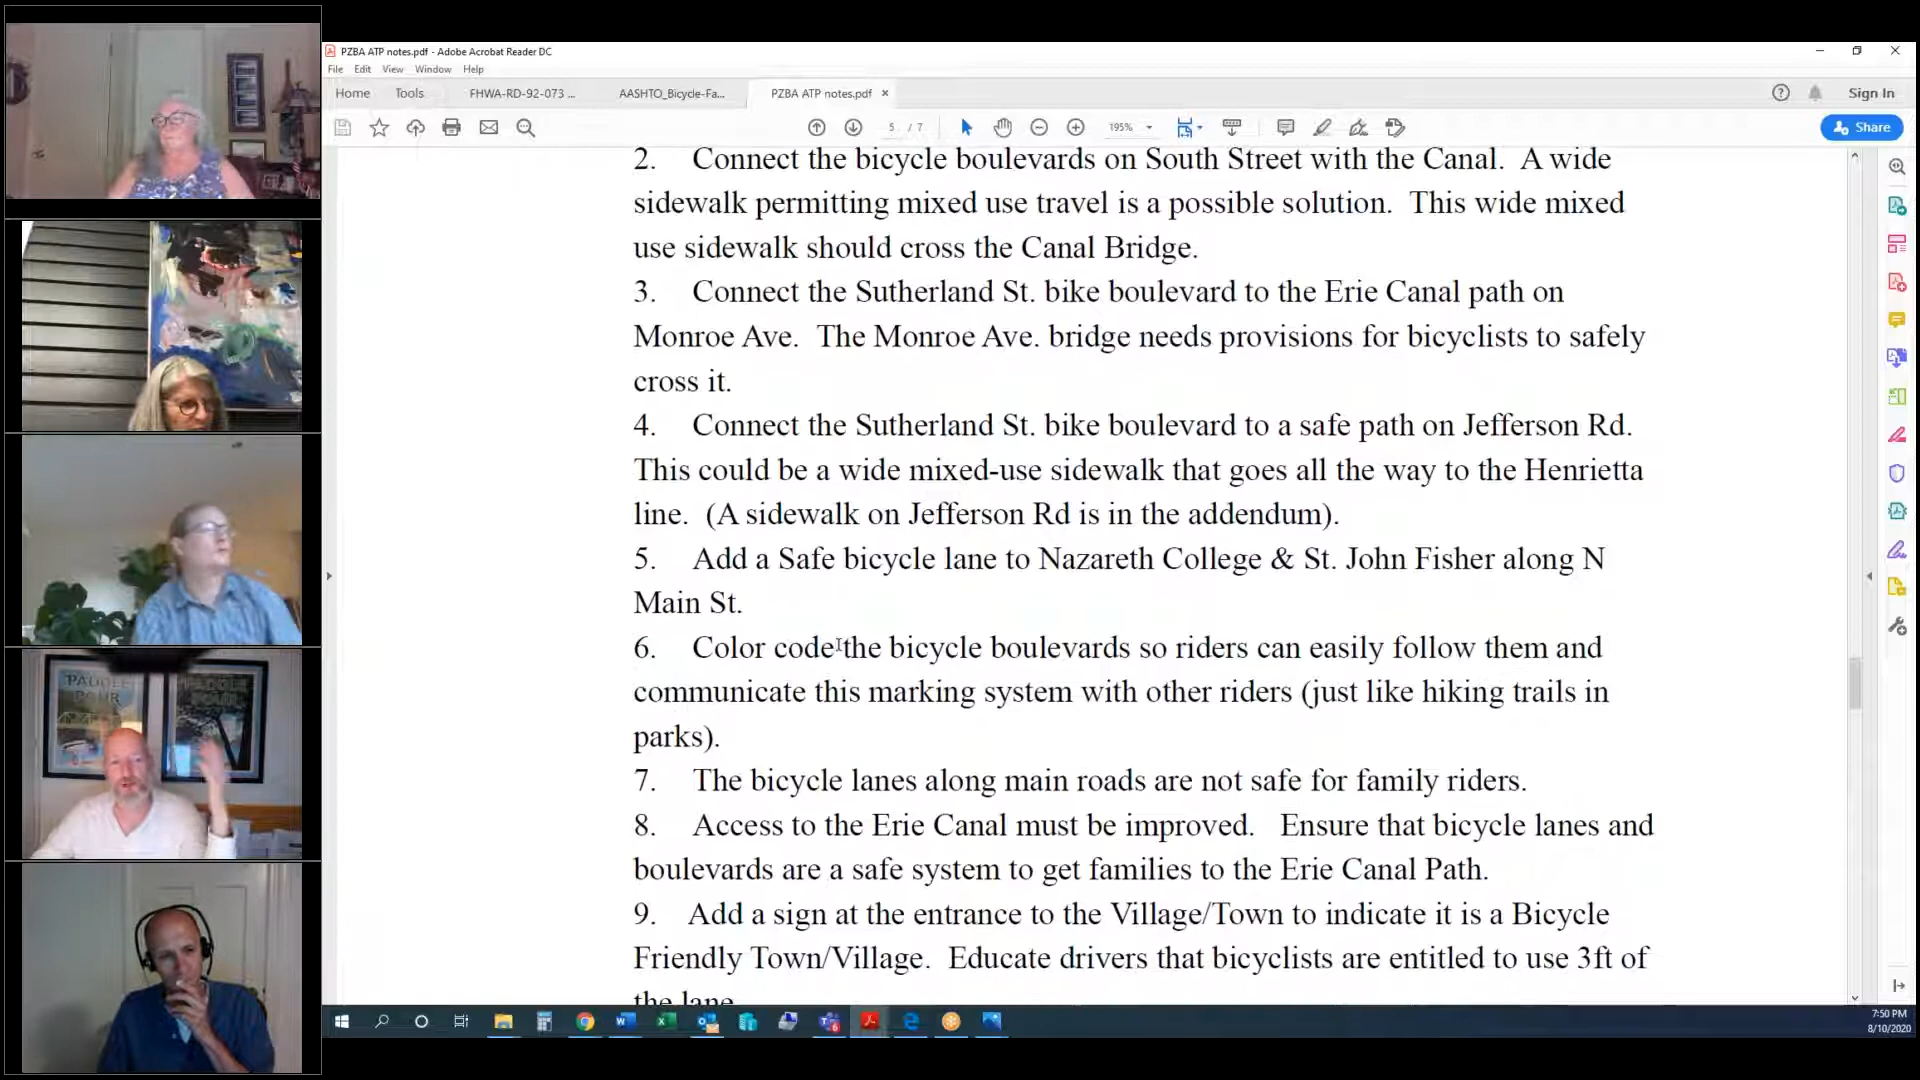 PZBA ATP notes.pdf - Adobe Acrobat Reader DC
File Edit View Window Help
Home Tools FHWA-RD-92-073 ... AASHTO_Bicycle-Fa... PZBA ATP notes.pdf Sign In
5 / 7 195% Share
2. Connect the bicycle boulevards on South Street with the Canal. A wide
sidewalk permitting mixed use travel is a possible solution. This wide mixed
use sidewalk should cross the Canal Bridge.
3. Connect the Sutherland St. bike boulevard to the Erie Canal path on
Monroe Ave. The Monroe Ave. bridge needs provisions for bicyclists to safely
cross it.
4. Connect the Sutherland St. bike boulevard to a safe path on Jefferson Rd.
This could be a wide mixed-use sidewalk that goes all the way to the Henrietta
line. (A sidewalk on Jefferson Rd is in the addendum).
5. Add a Safe bicycle lane to Nazareth College & St. John Fisher along N
Main St.
6. Color code the bicycle boulevards so riders can easily follow them and
communicate this marking system with other riders (just like hiking trails in
parks).
7. The bicycle lanes along main roads are not safe for family riders.
8. Access to the Erie Canal must be improved. Ensure that bicycle lanes and
boulevards are a safe system to get families to the Erie Canal Path.
9. Add a sign at the entrance to the Village/Town to indicate it is a Bicycle
Friendly Town/Village. Educate drivers that bicyclists are entitled to use 3ft of
the lane
PADDLE
POUR
7:50 PM
8/10/2020